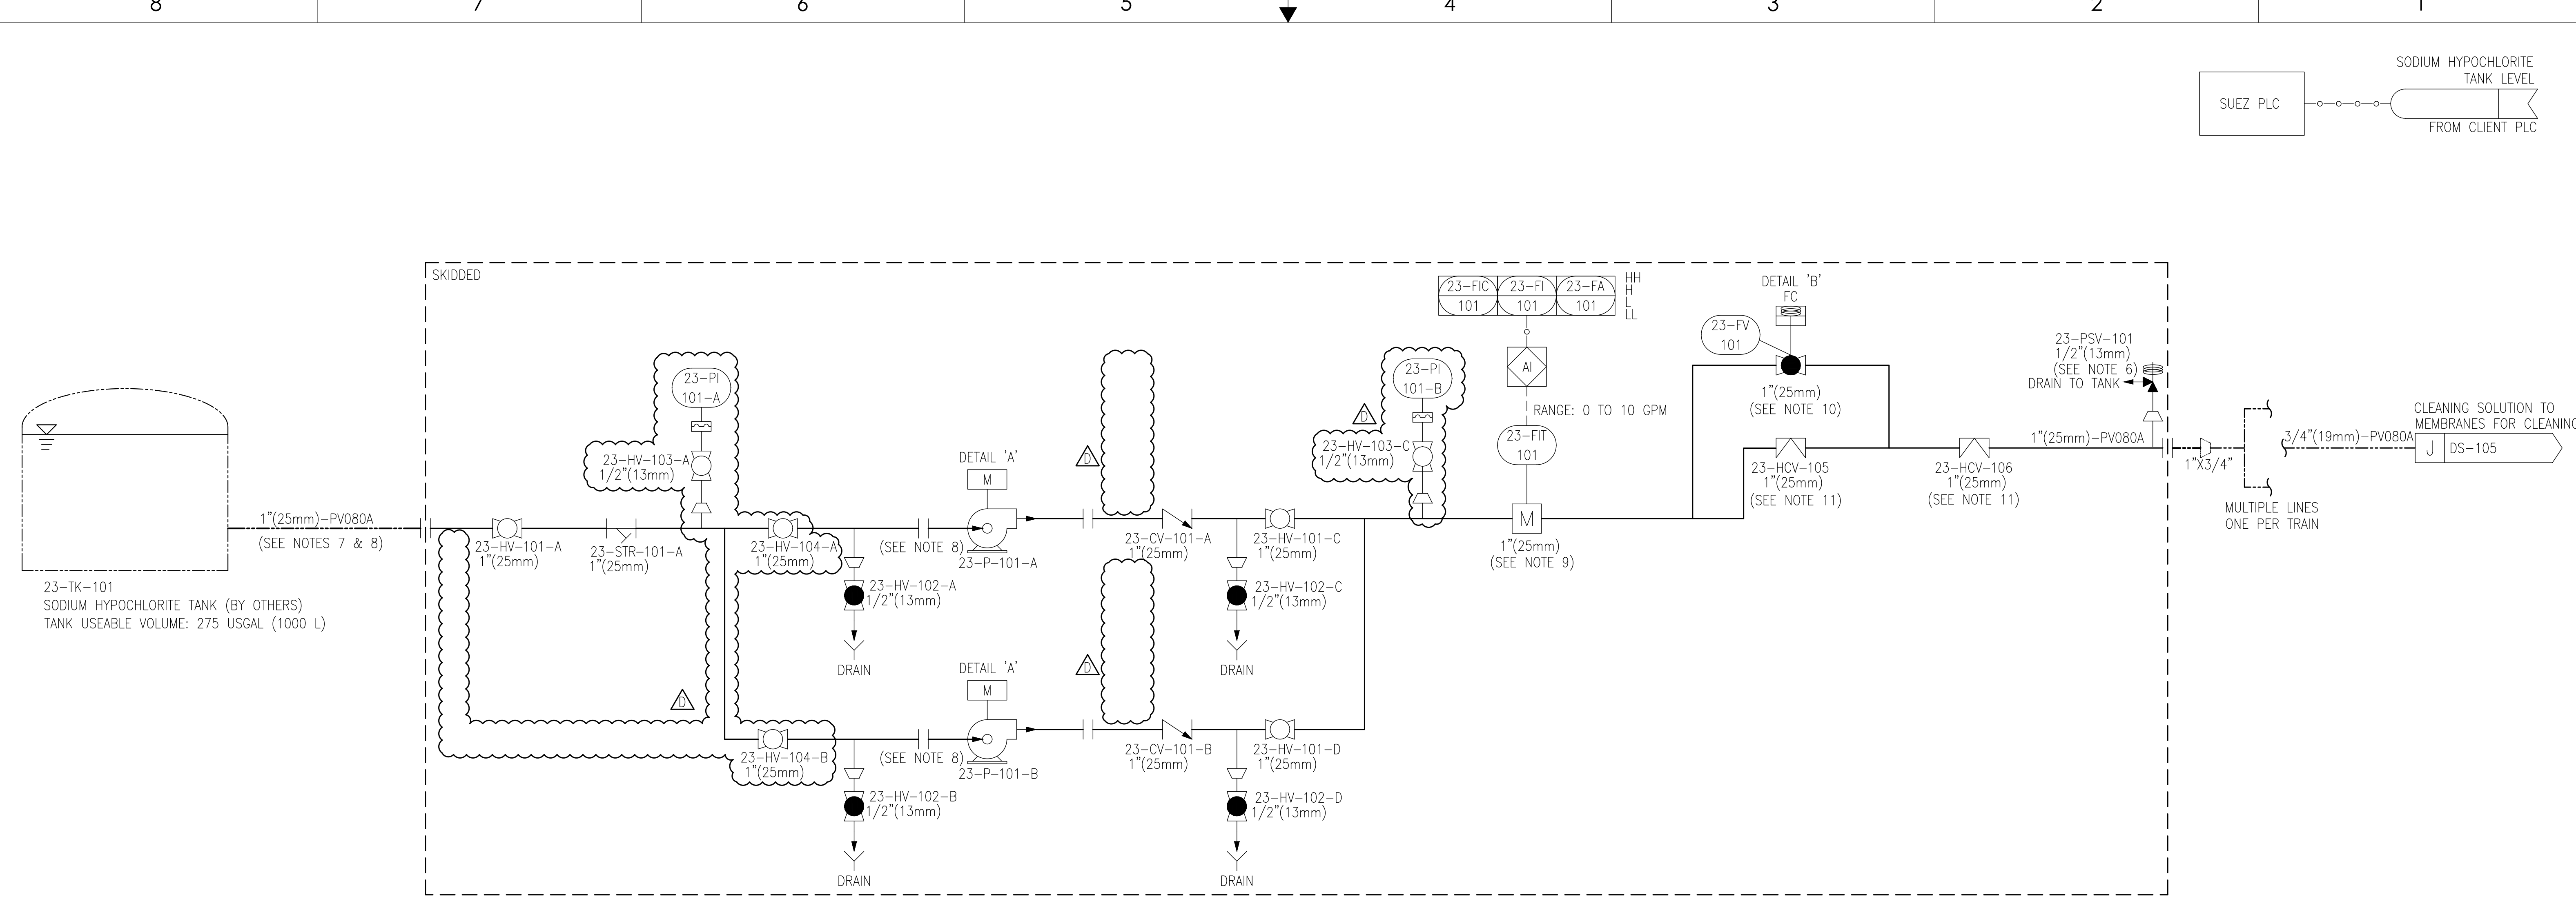 8 7 6 5 4 3 2 1
SODIUM HYPOCHLORITE
TANK LEVEL
SUEZ PLC
FROM CLIENT PLC
SKIDDED
23-FIC
101
23-FI
101
23-FA
101
HH
H
L
LL
DETAIL 'B'
FC
23-FV
101
23-PSV-101
1/2"(13mm)
(SEE NOTE 6)
DRAIN TO TANK
23-PI
101-A
23-PI
101-B
AI
RANGE: 0 TO 10 GPM
1"(25mm)
(SEE NOTE 10)
D
23-FIT
101
23-HV-103-A
1/2"(13mm)
23-HV-103-C
1/2"(13mm)
D
DETAIL 'A'
M
1"(25mm)-PV080A
3/4"(19mm)-PV080A
CLEANING SOLUTION TO
MEMBRANES FOR CLEANING
J DS-105
1"X3/4"
23-HCV-105
1"(25mm)
(SEE NOTE 11)
23-HCV-106
1"(25mm)
(SEE NOTE 11)
MULTIPLE LINES
ONE PER TRAIN
1"(25mm)-PV080A
(SEE NOTES 7 & 8)
23-HV-101-A
1"(25mm)
23-STR-101-A
1"(25mm)
23-HV-104-A
1"(25mm)
(SEE NOTE 8)
23-P-101-A
23-CV-101-A
1"(25mm)
23-HV-101-C
1"(25mm)
M
1"(25mm)
(SEE NOTE 9)
23-TK-101
SODIUM HYPOCHLORITE TANK (BY OTHERS)
TANK USEABLE VOLUME: 275 USGAL (1000 L)
23-HV-102-A
1/2"(13mm)
23-HV-102-C
1/2"(13mm)
DRAIN
DRAIN
DETAIL 'A'
M
D
D
23-HV-104-B
1"(25mm)
(SEE NOTE 8)
23-P-101-B
23-CV-101-B
1"(25mm)
23-HV-101-D
1"(25mm)
23-HV-102-B
1/2"(13mm)
23-HV-102-D
1/2"(13mm)
DRAIN
DRAIN